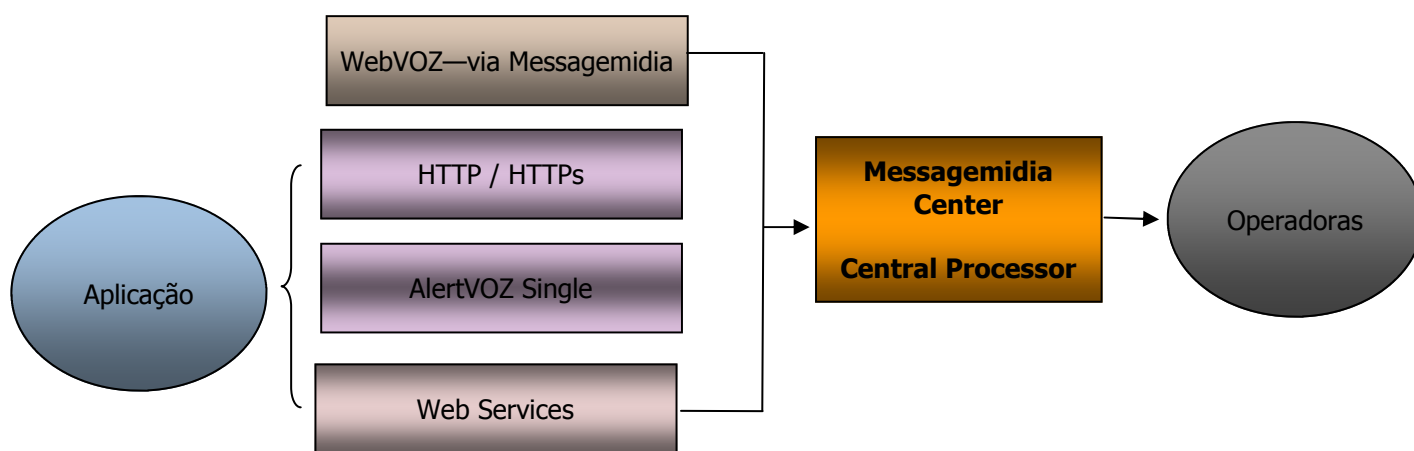 WebVOZ—via Messagemidia
HTTP / HTTPs
AlertVOZ Single
Web Services
Aplicação
Messagemidia
Center
Central Processor
Operadoras